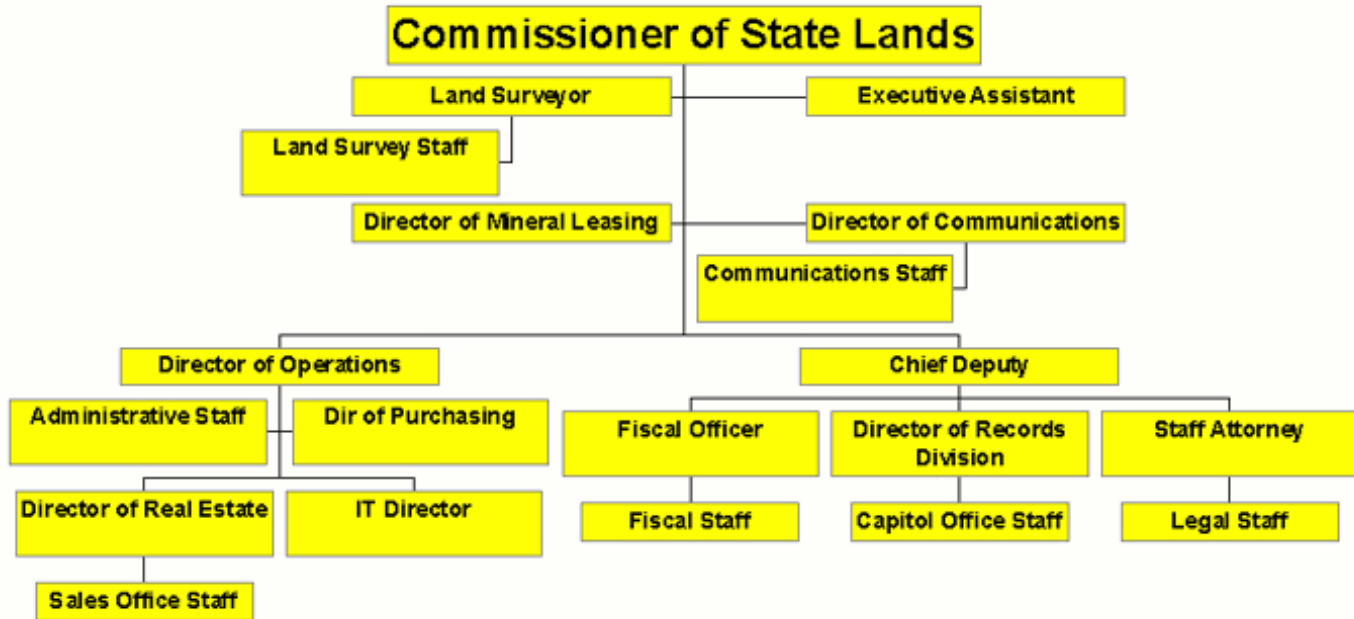 Commissioner of State Lands
Land Surveyor
Executive Assistant
Land Survey Staff
Director of Mineral Leasing
Director of Communications
Communications Staff
Director of Operations
Chief Deputy
Administrative Staff
Dir of Purchasing
Fiscal Officer
Director of Records
Division
Staff Attorney
Director of Real Estate
IT Director
Fiscal Staff
Capitol Office Staff
Legal Staff
Sales Office Staff